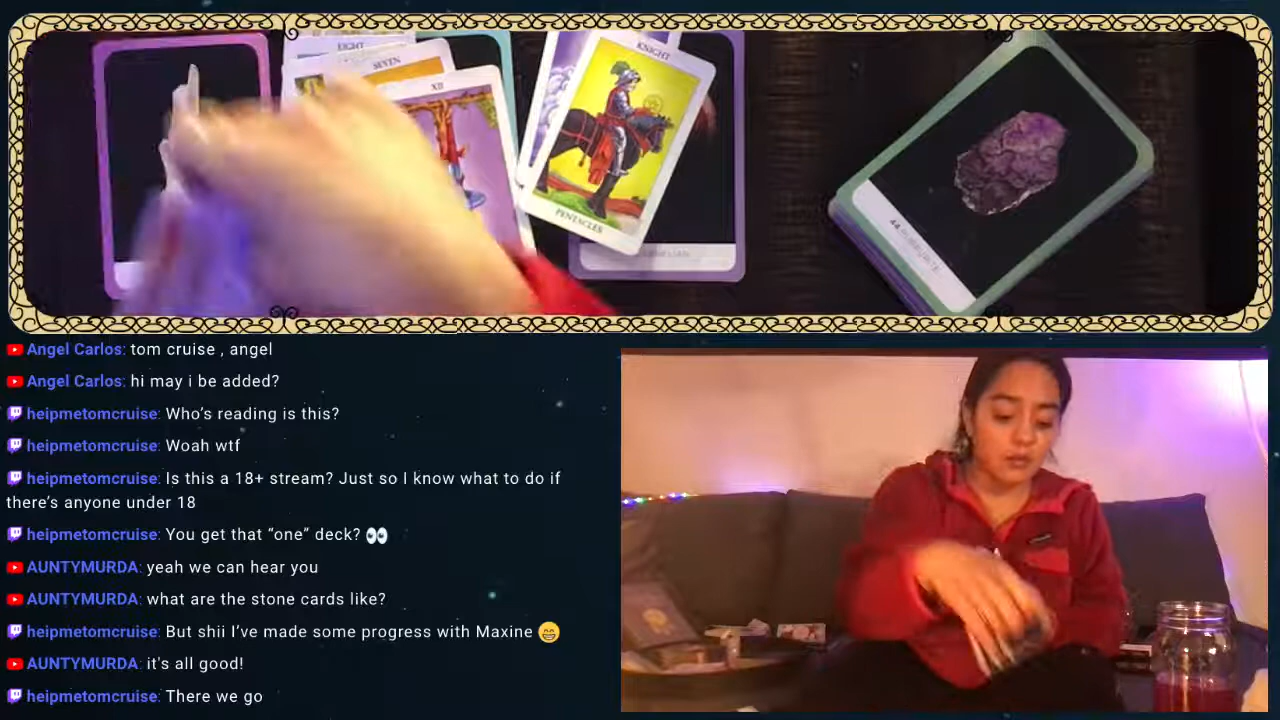 EIGHT
SEVEN
XII
KNIGHT
PENTACLES
44.
Angel Carlos: tom cruise , angel
Angel Carlos: hi may i be added?
heipmetomcruise: Who's reading is this?
heipmetomcruise: Woah wtf
heipmetomcruise: Is this a 18+ stream? Just so I know what to do if
there's anyone under 18
heipmetomcruise: You get that “one” deck? 👀
AUNTYMURDA: yeah we can hear you
AUNTYMURDA: what are the stone cards like?
heipmetomcruise: But shii I've made some progress with Maxine 😁
AUNTYMURDA: it's all good!
heipmetomcruise: There we go